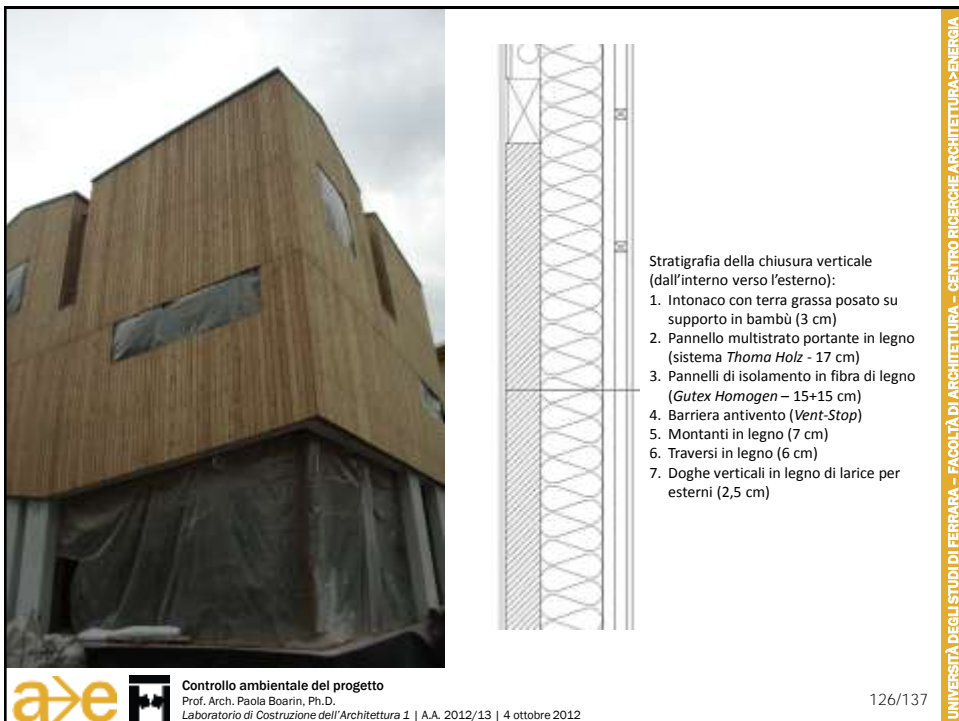 Stratigrafia della chiusura verticale
(dall'interno verso l'esterno):
1. Intonaco con terra grassa posato su
supporto in bambù (3 cm)
2. Pannello multistrato portante in legno
(sistema Thoma Holz - 17 cm)
3. Pannelli di isolamento in fibra di legno
(Gutex Homogen – 15+15 cm)
4. Barriera antivento (Vent-Stop)
5. Montanti in legno (7 cm)
6. Traversi in legno (6 cm)
7. Doghe verticali in legno di larice per
esterni (2,5 cm)
UNIVERSITÀ DEGLI STUDI DI FERRARA – FACOLTÀ DI ARCHITETTURA – CENTRO RICERCHE ARCHITETTURA>ENERGIA
a>e
Controllo ambientale del progetto
Prof. Arch. Paola Boarin, Ph.D.
Laboratorio di Costruzione dell'Architettura 1 | A.A. 2012/13 | 4 ottobre 2012
126/137